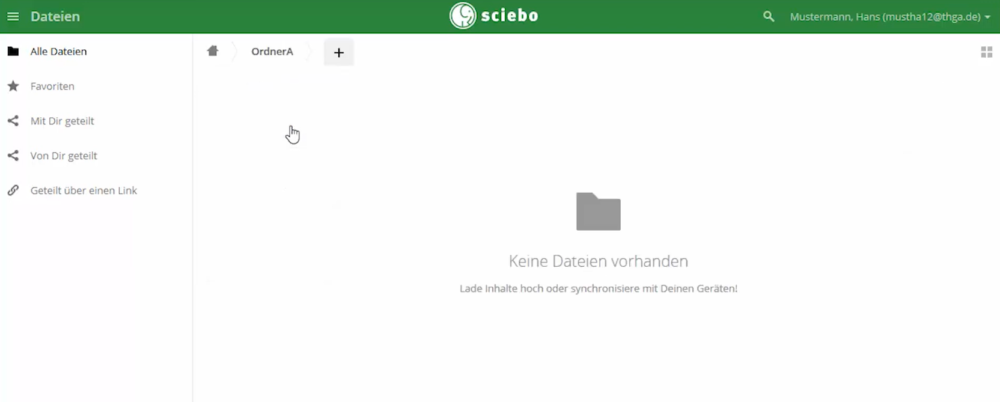 Dateien
sciebo
Mustermann, Hans (mustha12@thga.de)
Alle Dateien
OrdnerA
+
Favoriten
Mit Dir geteilt
Von Dir geteilt
Geteilt über einen Link
Keine Dateien vorhanden
Lade Inhalte hoch oder synchronisiere mit Deinen Geräten!